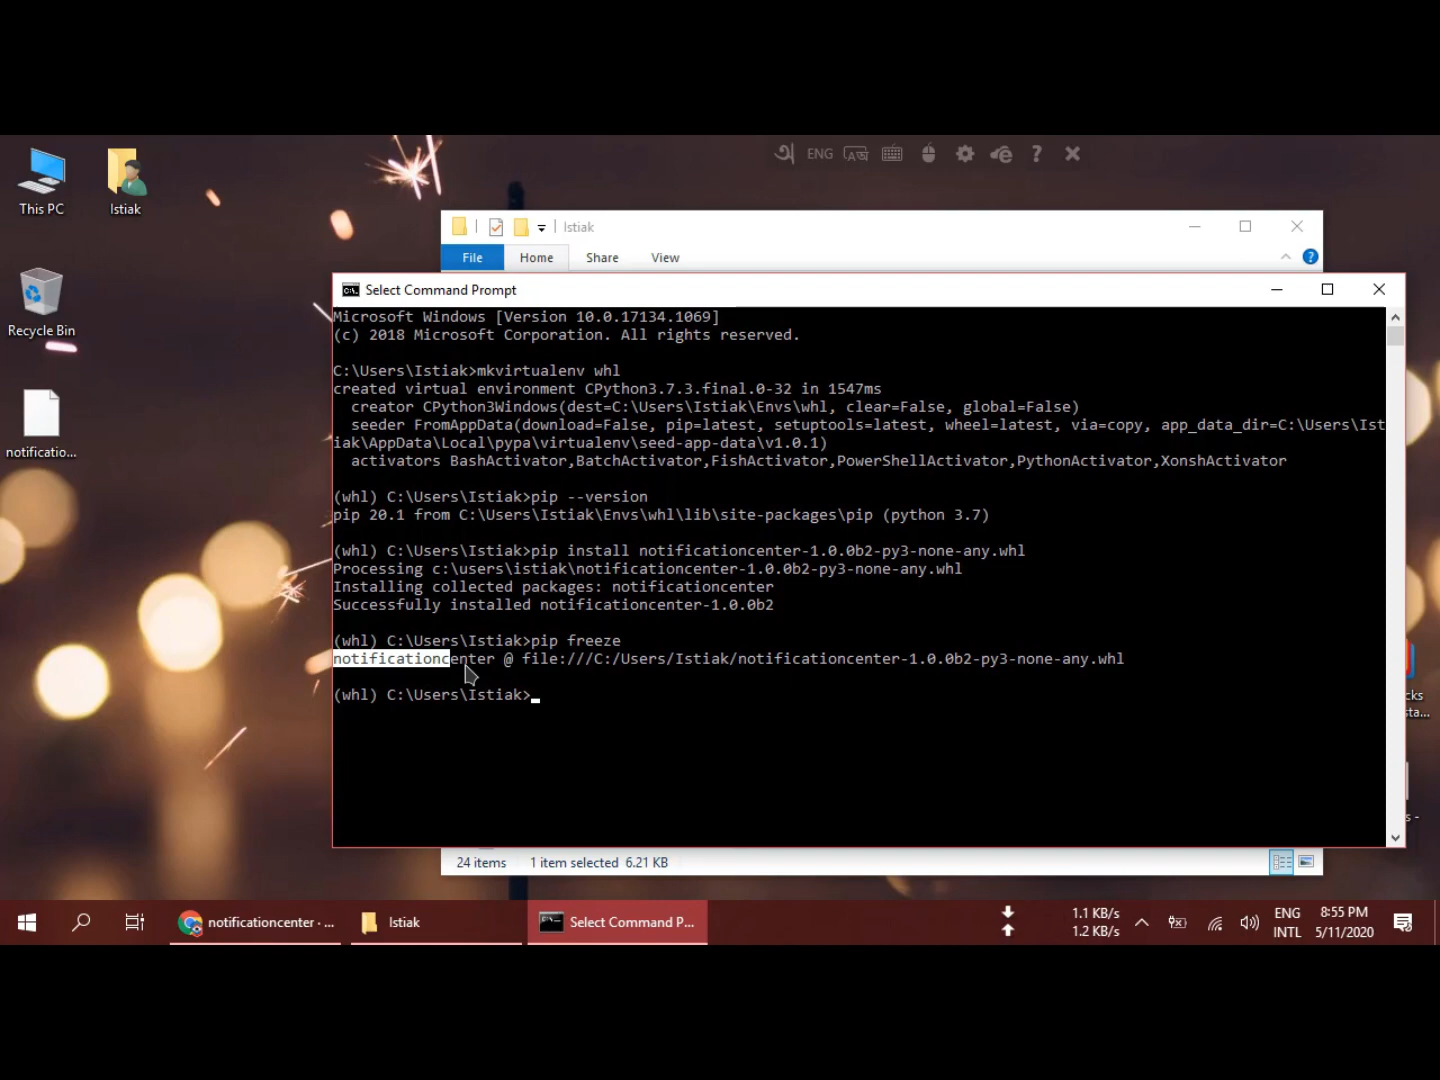 This PC
Istiak
Recycle Bin
notificatio...
ENG
Istiak
File Home Share View
Select Command Prompt
Microsoft Windows [Version 10.0.17134.1069]
(c) 2018 Microsoft Corporation. All rights reserved.
C:\Users\Istiak>mkvirtualenv whl
created virtual environment CPython3.7.3.final.0-32 in 1547ms
  creator CPython3Windows(dest=C:\Users\Istiak\Envs\whl, clear=False, global=False)
  seeder FromAppData(download=False, pip=latest, setuptools=latest, wheel=latest, via=copy, app_data_dir=C:\Users\Ist
iak\AppData\Local\pypa\virtualenv\seed-app-data\v1.0.1)
  activators BashActivator,BatchActivator,FishActivator,PowerShellActivator,PythonActivator,XonshActivator
(whl) C:\Users\Istiak>pip --version
pip 20.1 from C:\Users\Istiak\Envs\whl\lib\site-packages\pip (python 3.7)
(whl) C:\Users\Istiak>pip install notificationcenter-1.0.0b2-py3-none-any.whl
Processing c:\users\istiak\notificationcenter-1.0.0b2-py3-none-any.whl
Installing collected packages: notificationcenter
Successfully installed notificationcenter-1.0.0b2
(whl) C:\Users\Istiak>pip freeze
notificationcenter @ file:///C:/Users/Istiak/notificationcenter-1.0.0b2-py3-none-any.whl
(whl) C:\Users\Istiak>
24 items 1 item selected 6.21 KB
cks
ta...
s -
notificationcenter · ...
Istiak
Select Command P...
1.1 KB/s
1.2 KB/s
ENG
INTL
8:55 PM
5/11/2020